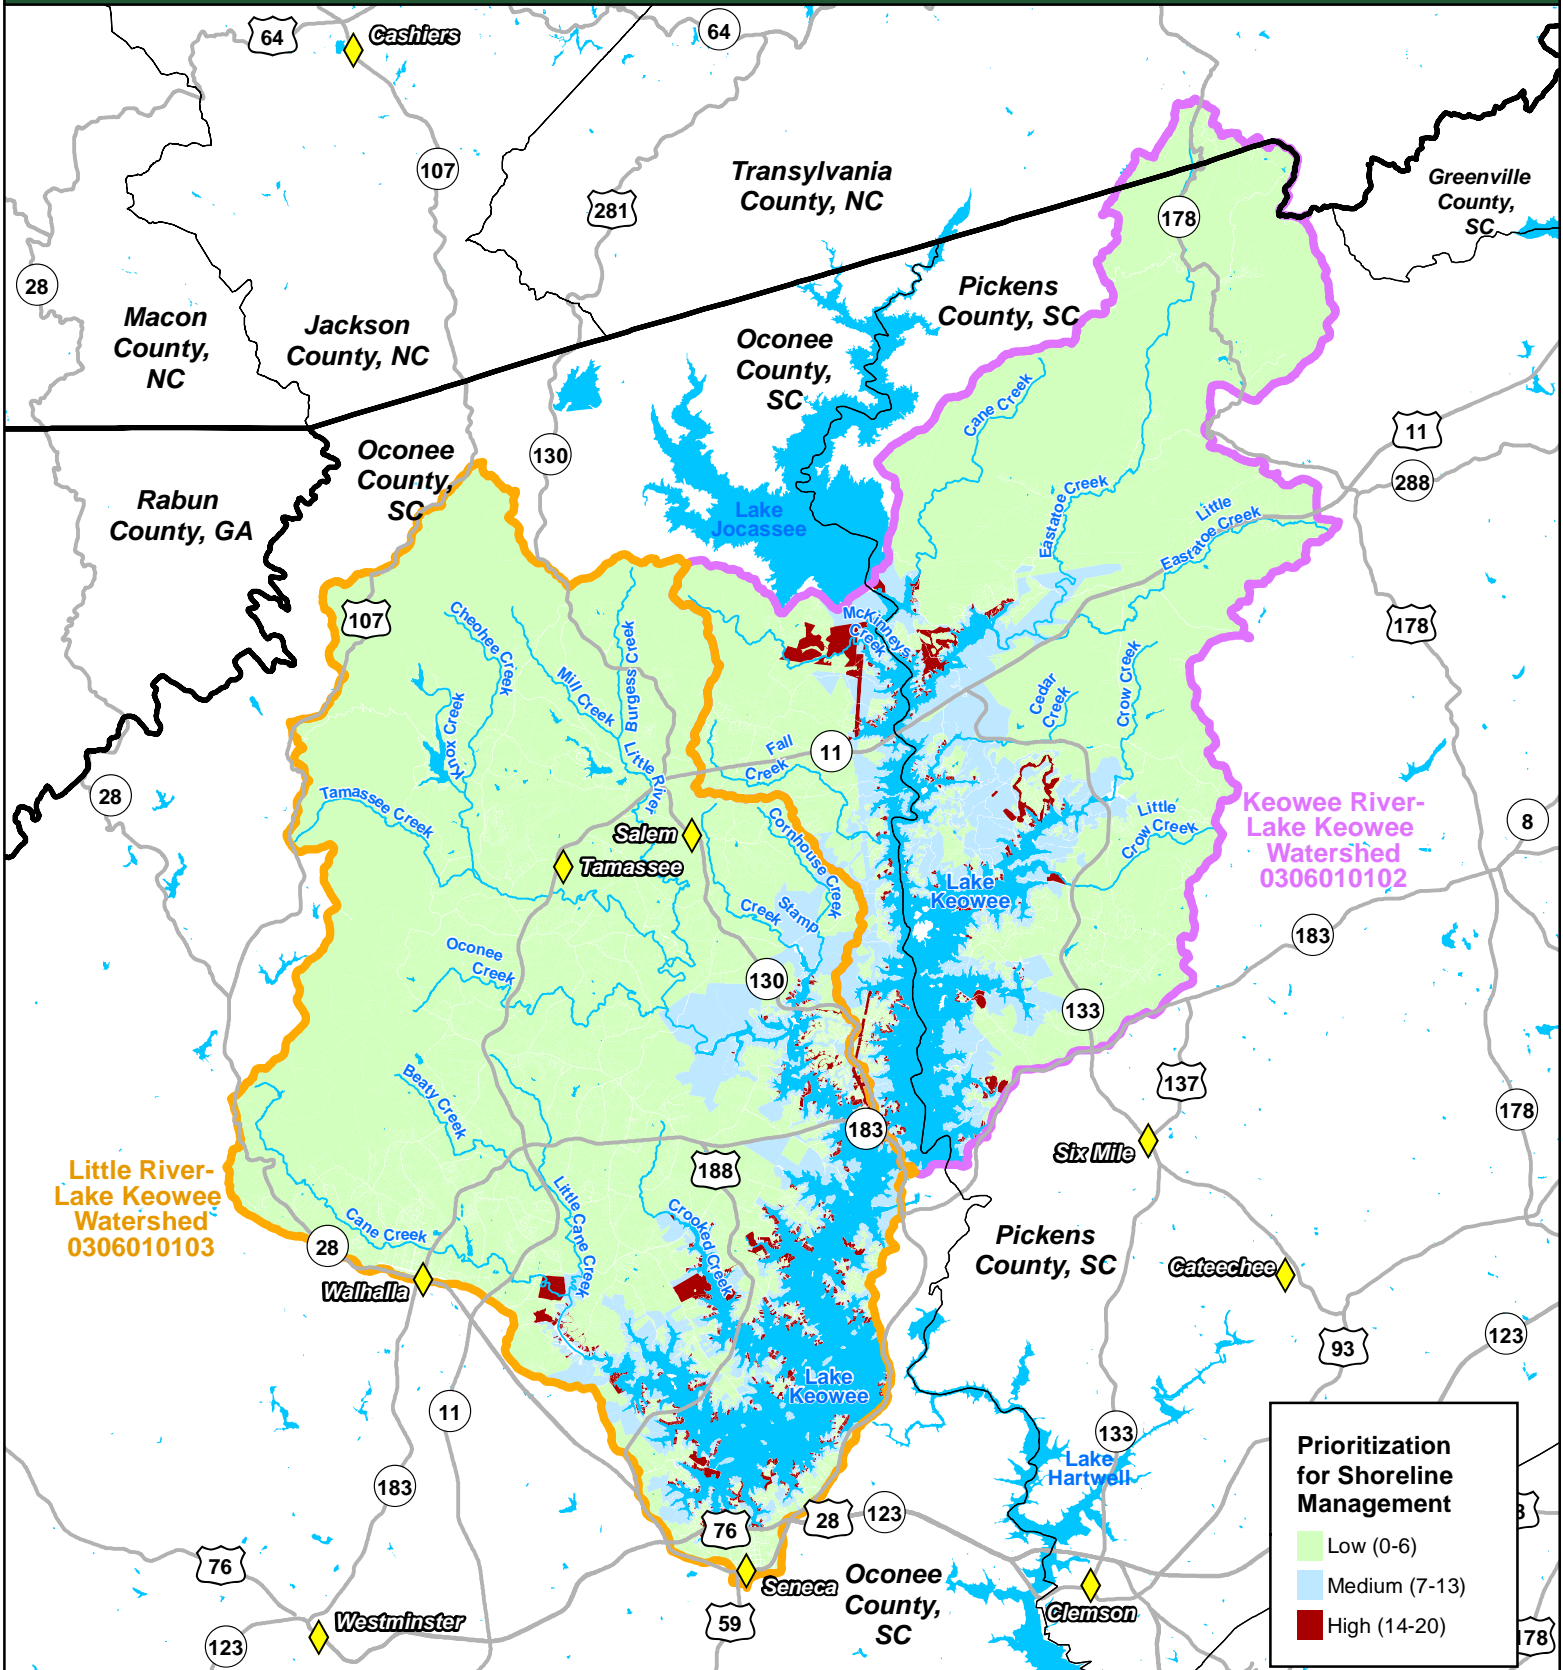 64
Cashiers
64
107
281
Transylvania
County, NC
Greenville
County,
SC
178
28
Macon
County,
NC
Jackson
County, NC
Pickens
County, SC
Oconee
County,
SC
Cane Creek
11
288
130
Oconee
County,
SC
Rabun
County, GA
Lake
Jocassee
Eastatoe Creek
Little
Eastatoe Creek
107
178
Cheohee Creek
Mill Creek
Burgess Creek
McKinneys
Creek
Knox Creek
Little River
Cedar
Creek
Crow Creek
Fall
Creek
11
28
Tamassee Creek
Salem
Tamassee
Cornhouse Creek
Little
Crow Creek
Keowee River-
Lake Keowee
Watershed
0306010102
8
Lake
Keowee
Creek
Stamp
183
Oconee
Creek
130
133
Beaty Creek
137
178
183
Six Mile
188
Little River-
Lake Keowee
Watershed
0306010103
Little Cane Creek
Crooked Creek
Cane Creek
28
Walhalla
Pickens
County, SC
Cateechee
93
123
Lake
Keowee
11
133
Lake
Hartwell
183
76
28
123
76
Seneca
Oconee
County,
SC
Clemson
59
Westminster
123
Prioritization
for Shoreline
Management
Low (0-6)
Medium (7-13)
High (14-20)
178